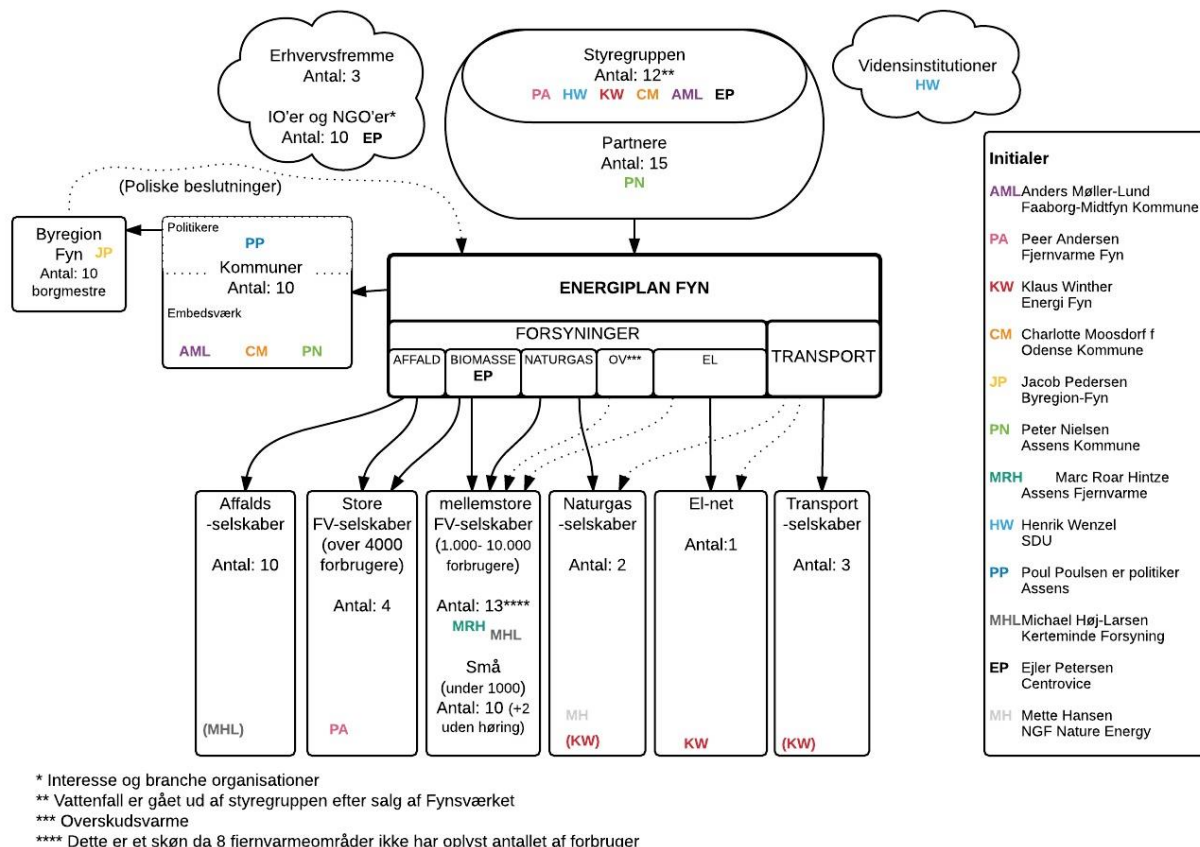 Erhvervsfremme
Antal: 3
IO'er og NGO'er*
Antal: 10 EP
Styregruppen
Antal: 12**
PA HW KW CM AML EP
Partnere
Antal: 15
PN
Vidensinstitutioner
HW
(Poliske beslutninger)
Byregion
Fyn JP
Antal: 10
borgmestre
Politikere
PP
Kommuner
Antal: 10
Embedsværk
AML CM PN
ENERGIPLAN FYN
FORSYNINGER
AFFALD
BIOMASSE
EP
NATURGAS
OV***
EL
TRANSPORT
Affalds
-selskaber
Antal: 10
(MHL)
Store
FV-selskaber
(over 4000
forbrugere)
Antal: 4
PA
mellemstore
FV-selskaber
(1.000- 10.000
forbrugere)
Antal: 13****
MRH MHL
Små
(under 1000)
Antal: 10 (+2
uden høring)
Naturgas
-selskaber
Antal: 2
MH
(KW)
El-net
Antal:1
KW
Transport
-selskaber
Antal: 3
(KW)
Initialer
AML Anders Møller-Lund
Faaborg-Midtfyn Kommune
PA Peer Andersen
Fjernvarme Fyn
KW Klaus Winther
Energi Fyn
CM Charlotte Moosdorf f
Odense Kommune
JP Jacob Pedersen
Byregion-Fyn
PN Peter Nielsen
Assens Kommune
MRH Marc Roar Hintze
Assens Fjernvarme
HW Henrik Wenzel
SDU
PP Poul Poulsen er politiker
Assens
MHL Michael Høj-Larsen
Kerteminde Forsyning
EP Ejler Petersen
Centrovice
MH Mette Hansen
NGF Nature Energy
* Interesse og branche organisationer
** Vattenfall er gået ud af styregruppen efter salg af Fynsværket
*** Overskudsvarme
**** Dette er et skøn da 8 fjernvarmeområder ikke har oplyst antallet af forbruger